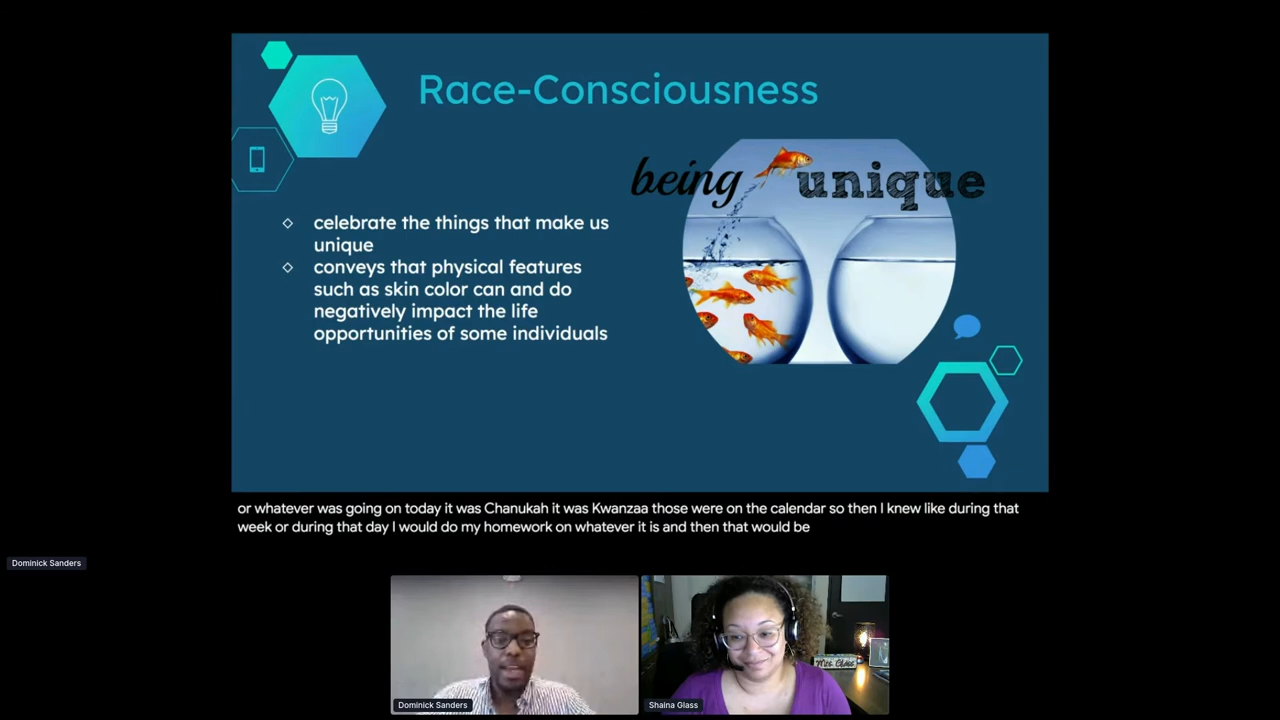 Race-Consciousness
being unique
celebrate the things that make us
unique
conveys that physical features
such as skin color can and do
negatively impact the life
opportunities of some individuals
or whatever was going on today it was Chanukah it was Kwanzaa those were on the calendar so then I knew like during that
week or during that day I would do my homework on whatever it is and then that would be
Dominick Sanders
Mrs. Glass
Dominick Sanders
Shaina Glass